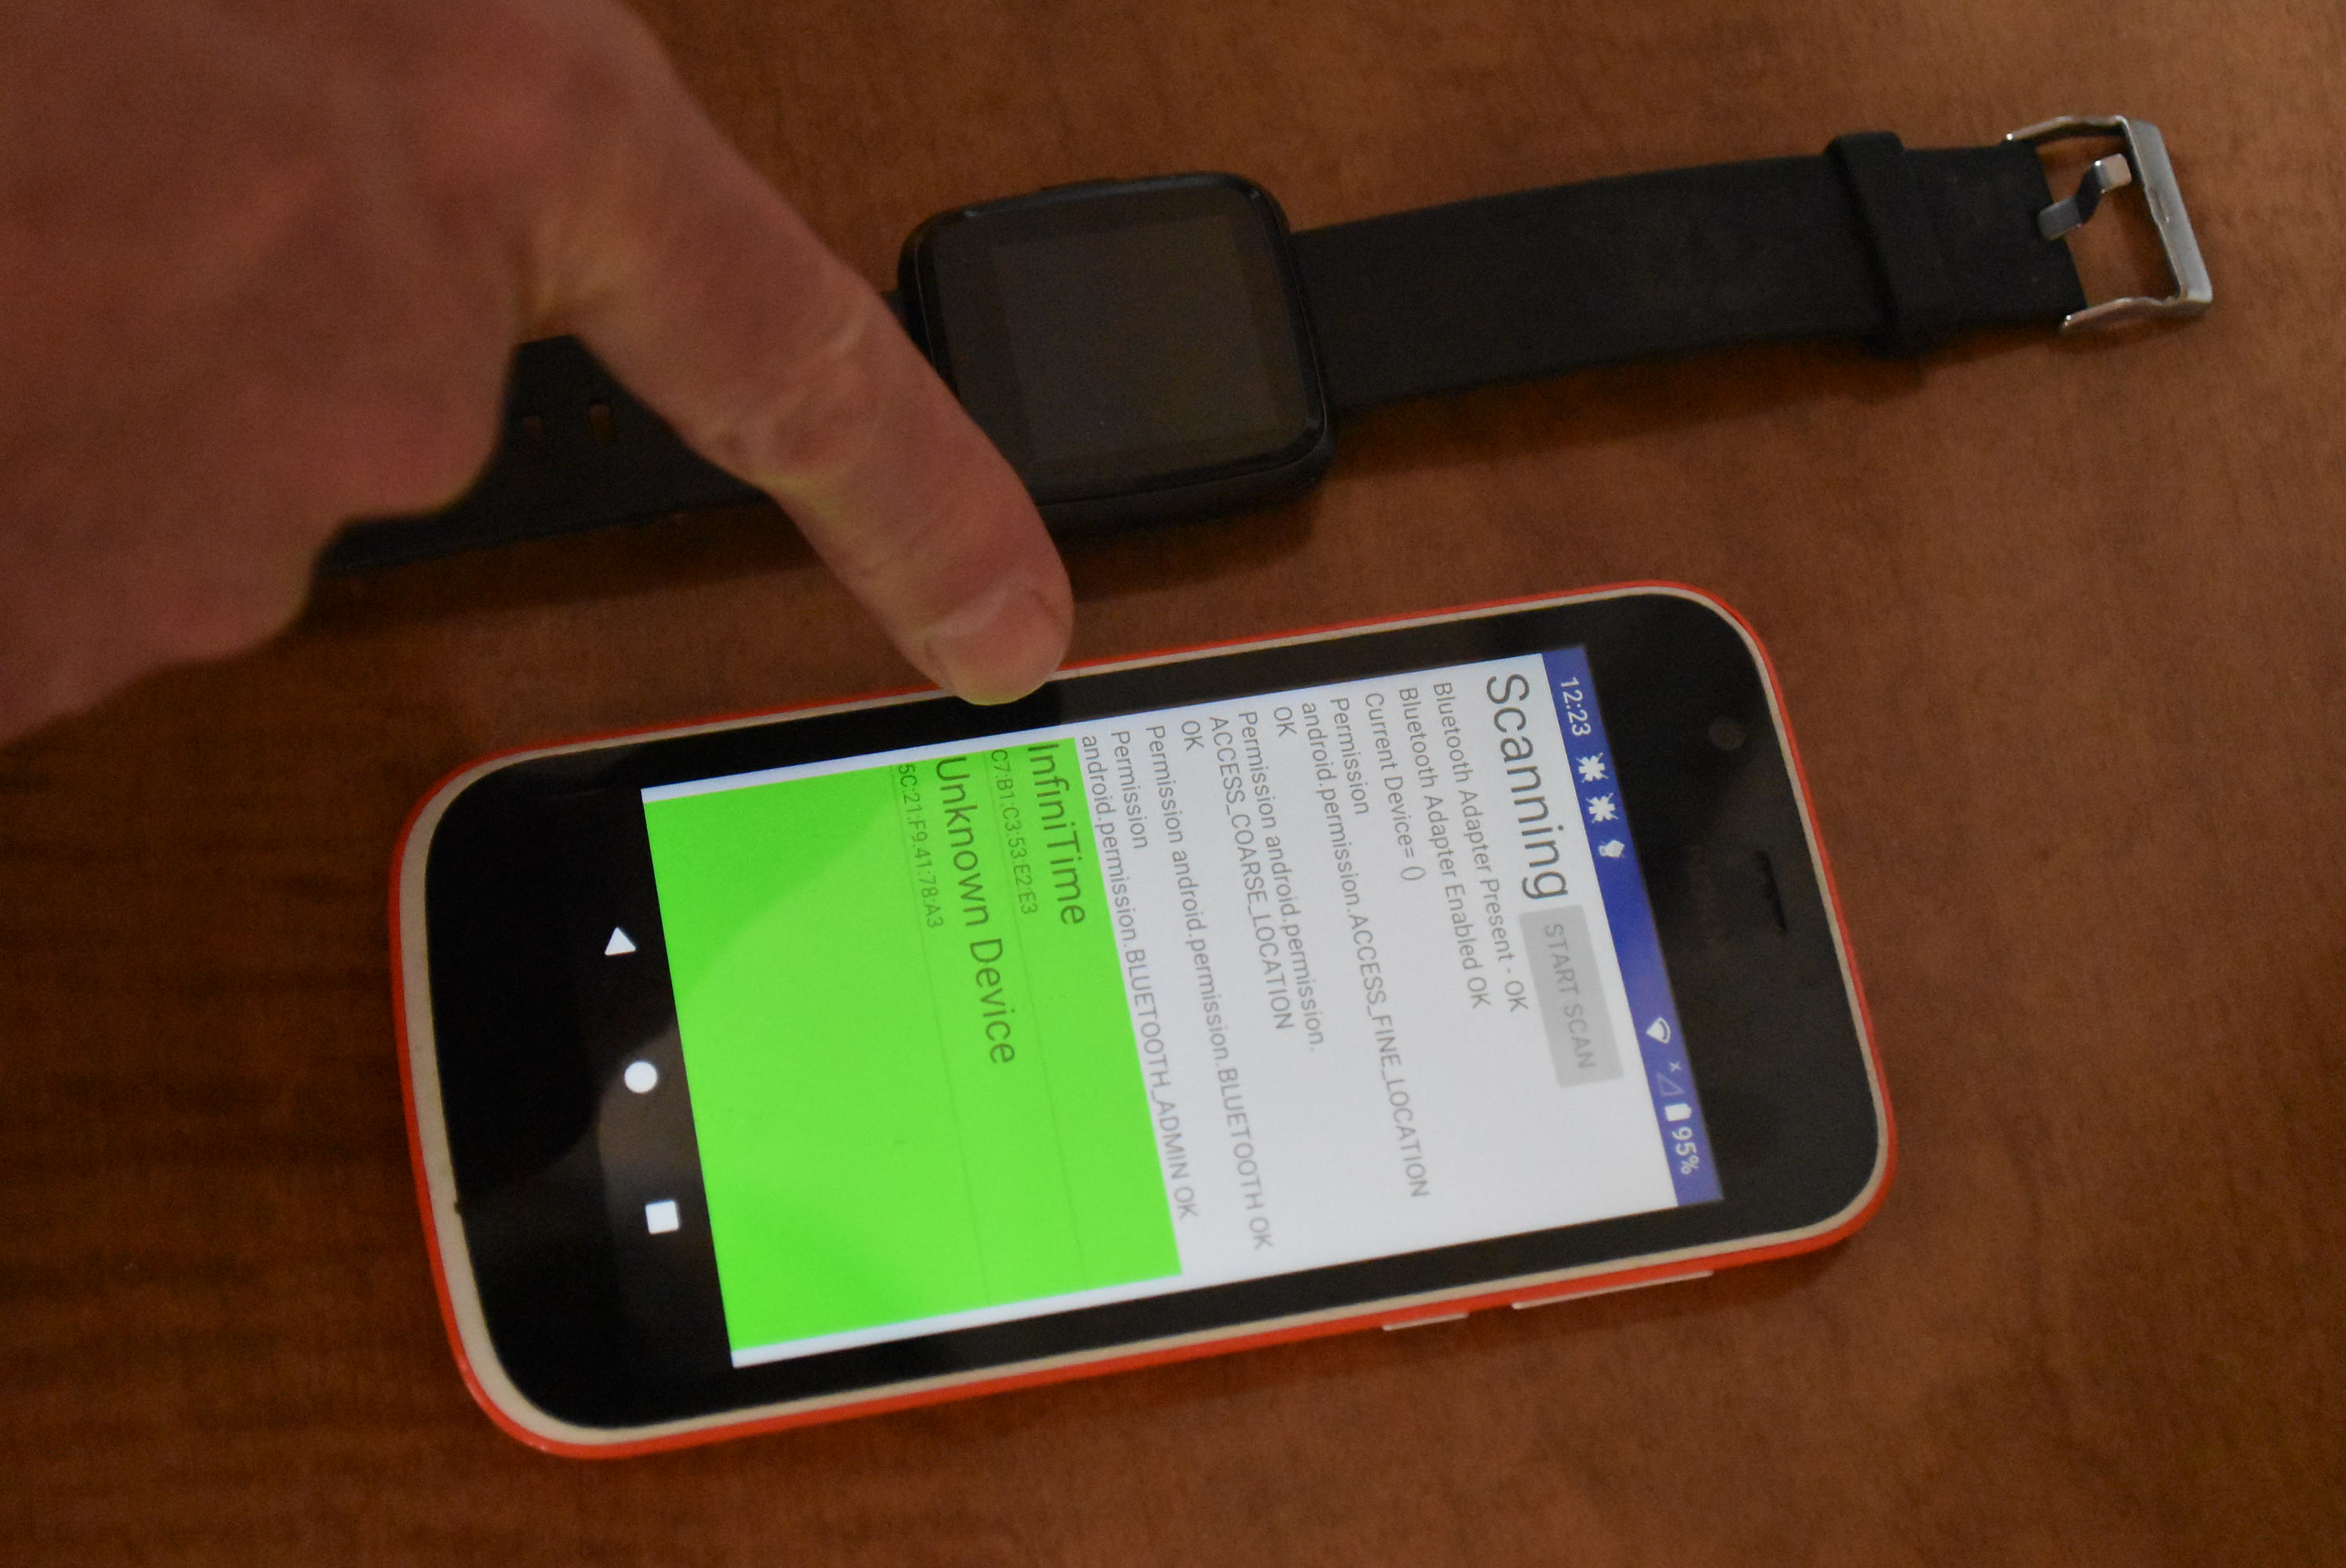 12:23 95%
Scanning START SCAN
Bluetooth Adapter Present - OK
Bluetooth Adapter Enabled OK
Current Device= ()
Permission
android.permission.ACCESS_FINE_LOCATION
OK
Permission android.permission.
ACCESS_COARSE_LOCATION
OK
Permission android.permission.BLUETOOTH OK
Permission
android.permission.BLUETOOTH_ADMIN OK
InfiniTime
C7:B1:C3:53:E2:E3
Unknown Device
5C:21:F9:41:78:A3